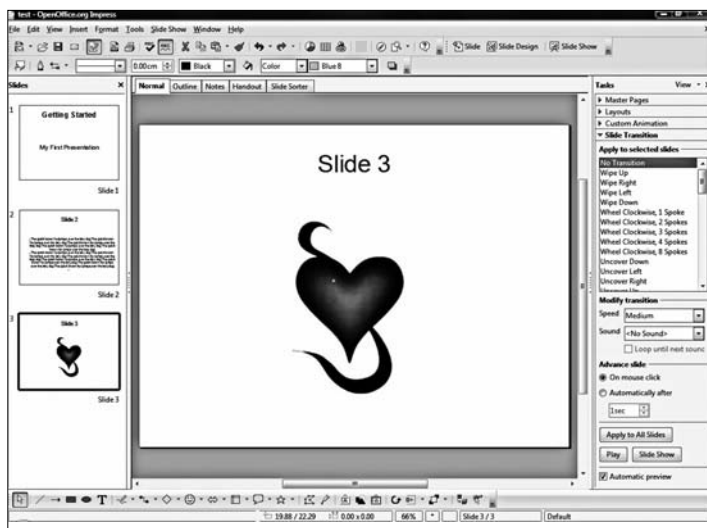 test - OpenOffice.org Impress
File Edit View Insert Format Tools Slide Show Window Help
Slide Slide Design Slide Show
0.00cm Black Color Blue 8
Slides
Normal Outline Notes Handout Slide Sorter
Tasks View
1
Getting Started
My First Presentation
Slide 1
2
Slide 2
Slide 2
3
Slide 3
Slide 3
Slide 3
Master Pages
Layouts
Custom Animation
Slide Transition
Apply to selected slides
No Transition
Wipe Up
Wipe Right
Wipe Left
Wipe Down
Wheel Clockwise, 1 Spoke
Wheel Clockwise, 2 Spokes
Wheel Clockwise, 3 Spokes
Wheel Clockwise, 4 Spokes
Wheel Clockwise, 8 Spokes
Uncover Down
Uncover Left
Uncover Right
Uncover Up
Modify transition
Speed Medium
Sound <No Sound>
Loop until next sound
Advance slide
On mouse click
Automatically after
1sec
Apply to All Slides
Play Slide Show
Automatic preview
19.88 / 22.29 0.00 x 0.00 66% * Slide 3 / 3 Default